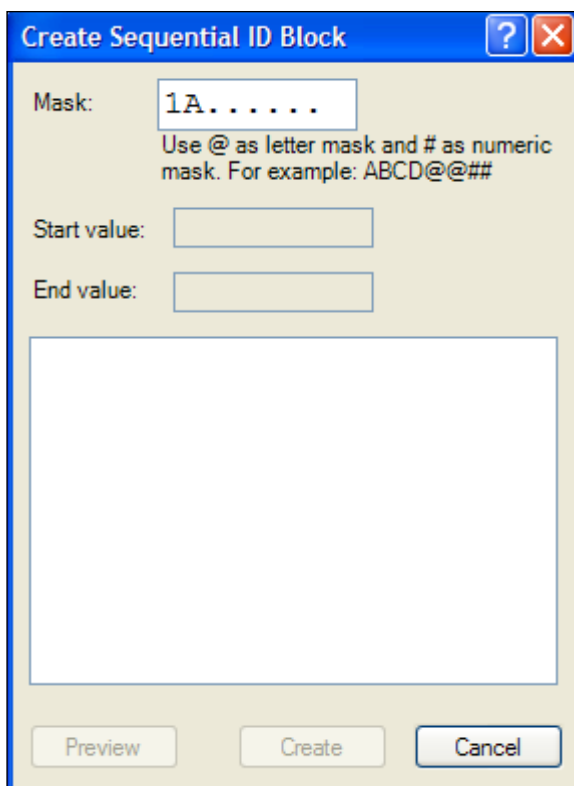 Create Sequential ID Block
Mask: 1A......
Use @ as letter mask and # as numeric
mask. For example: ABCD@@##
Start value:
End value:
Preview Create Cancel